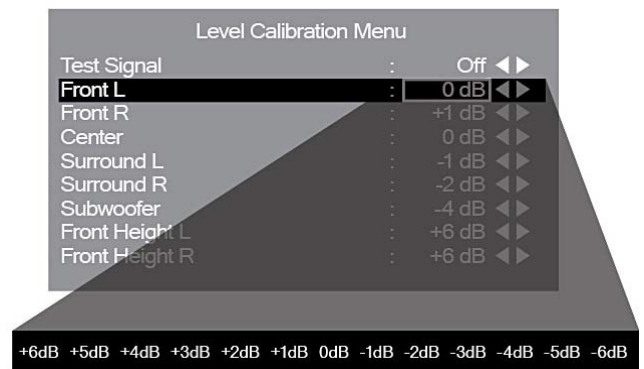 Level Calibration Menu
Test Signal : Off
Front L : 0 dB
Front R : +1 dB
Center : 0 dB
Surround L : -1 dB
Surround R : -2 dB
Subwoofer : -4 dB
Front Height L : +6 dB
Front Height R : +6 dB
+6dB +5dB +4dB +3dB +2dB +1dB 0dB -1dB -2dB -3dB -4dB -5dB -6dB